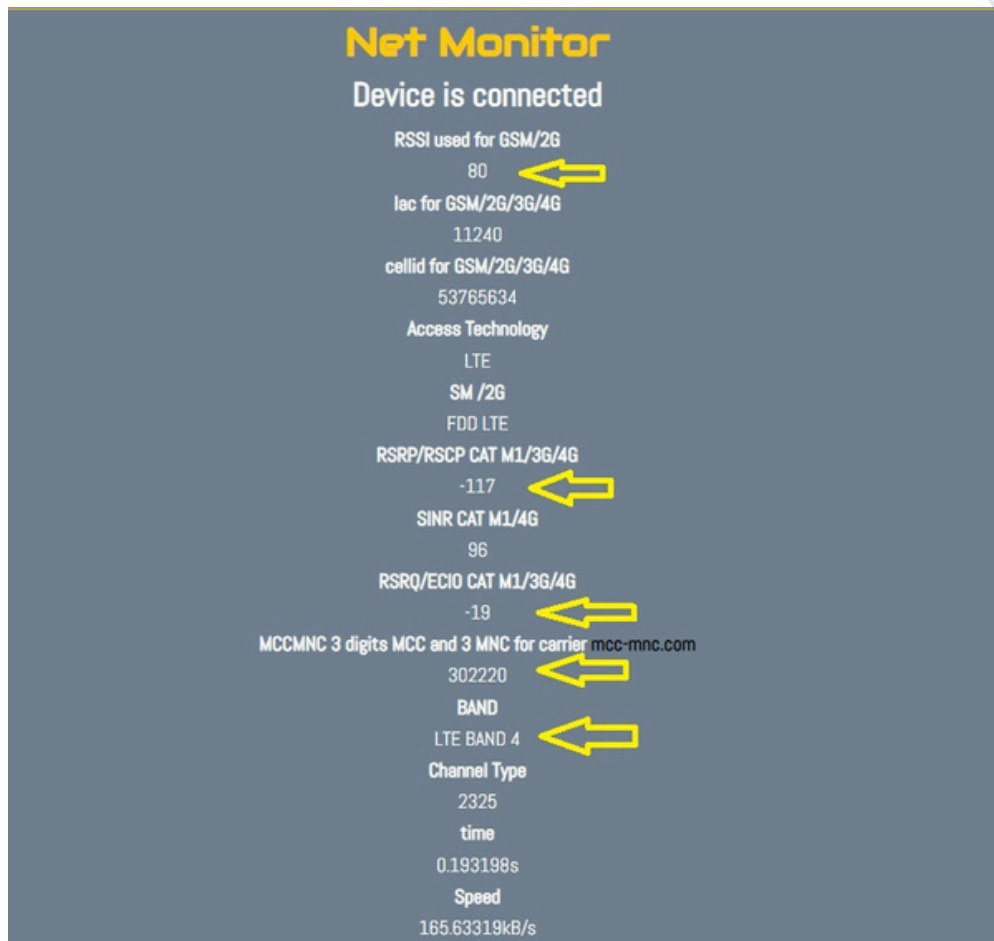 Net Monitor
Device is connected
RSSI used for GSM/2G
80
lac for GSM/2G/3G/4G
11240
cellid for GSM/2G/3G/4G
53765634
Access Technology
LTE
SM /2G
FDD LTE
RSRP/RSCP CAT M1/3G/4G
-117
SINR CAT M1/4G
96
RSRQ/ECIO CAT M1/3G/4G
-19
MCCMNC 3 digits MCC and 3 MNC for carrier mcc-mnc.com
302220
BAND
LTE BAND 4
Channel Type
2325
time
0.193198s
Speed
165.63319kB/s